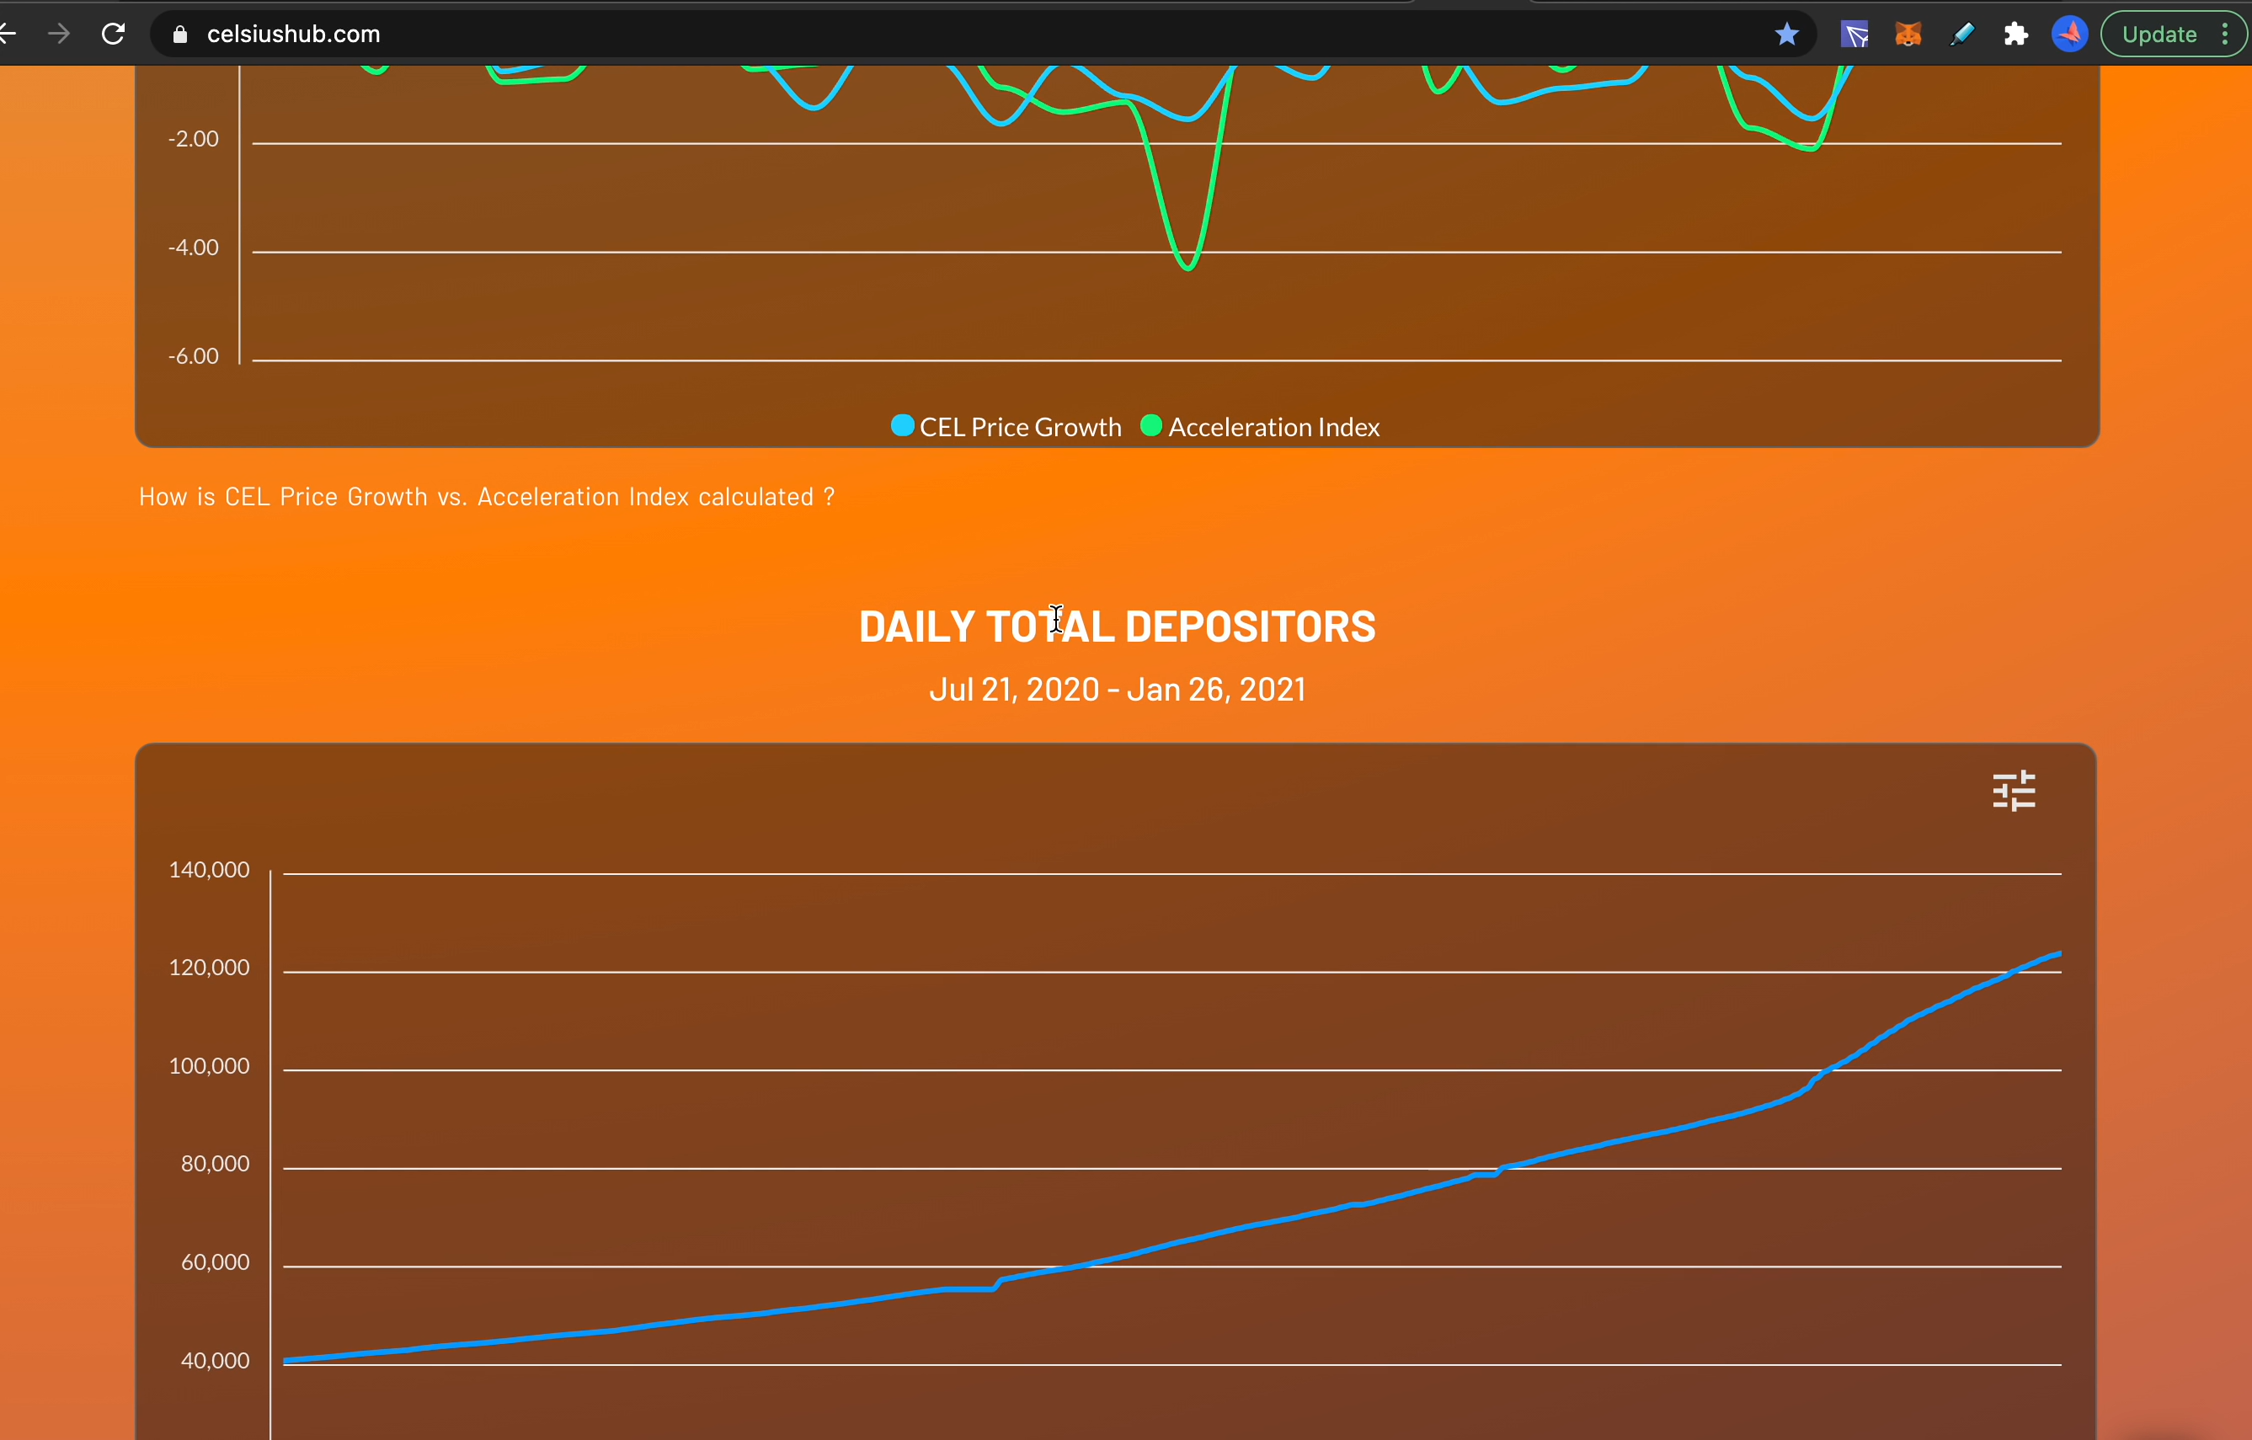 celsiushub.com
Update
-2.00
-4.00
-6.00
CEL Price Growth Acceleration Index
How is CEL Price Growth vs. Acceleration Index calculated ?
DAILY TOTAL DEPOSITORS
Jul 21, 2020 - Jan 26, 2021
140,000
120,000
100,000
80,000
60,000
40,000